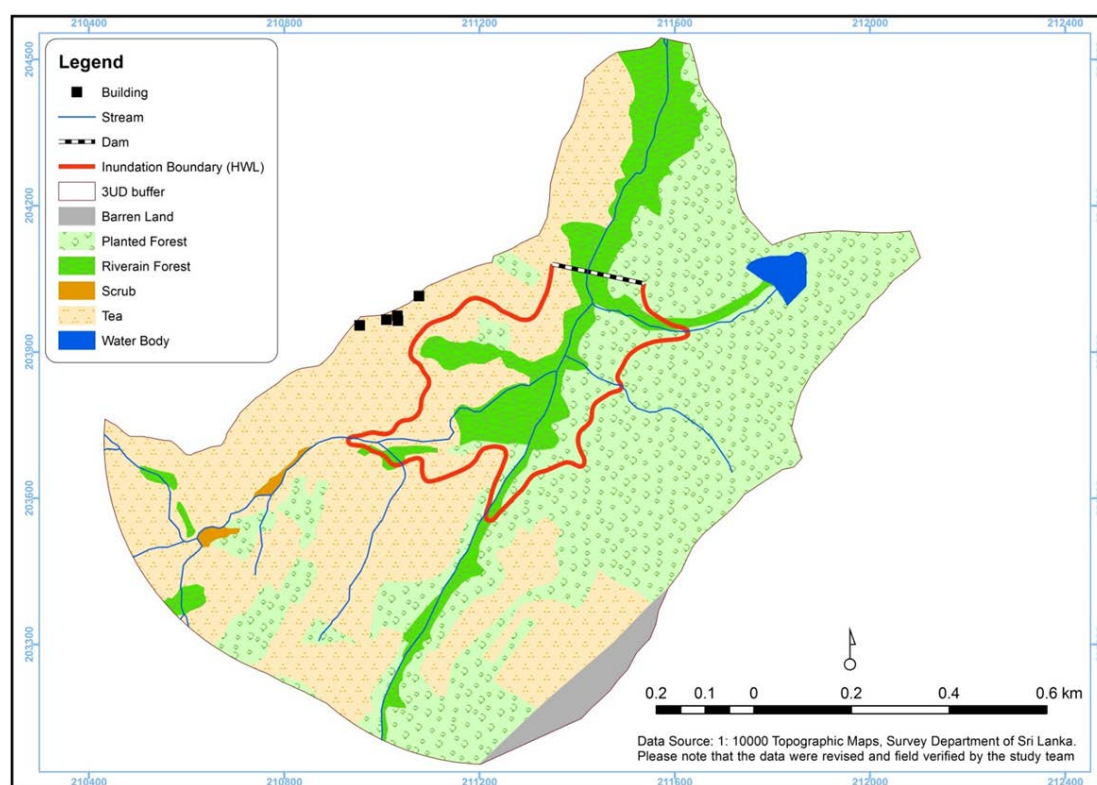 210400 210800 211200 211600 212000 212400
204500
204200
203900
203600
203300
Legend
Building
Stream
Dam
Inundation Boundary (HWL)
3UD buffer
Barren Land
Planted Forest
Riverain Forest
Scrub
Tea
Water Body
0.2 0.1 0 0.2 0.4 0.6 km
Data Source: 1: 10000 Topographic Maps, Survey Department of Sri Lanka.
Please note that the data were revised and field verified by the study team
210400 210800 211200 211600 212000 212400